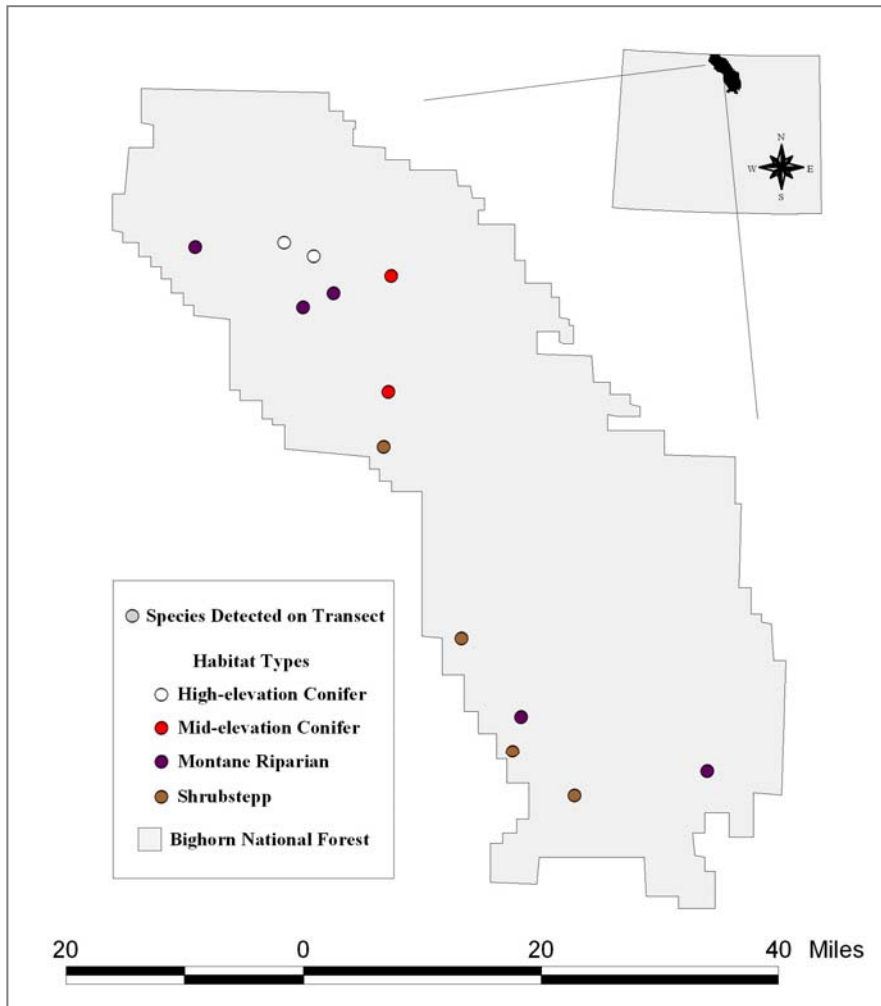 N
W E
S
Species Detected on Transect
Habitat Types
High-elevation Conifer
Mid-elevation Conifer
Montane Riparian
Shrubstepp
Bighorn National Forest
20 0 20 40 Miles